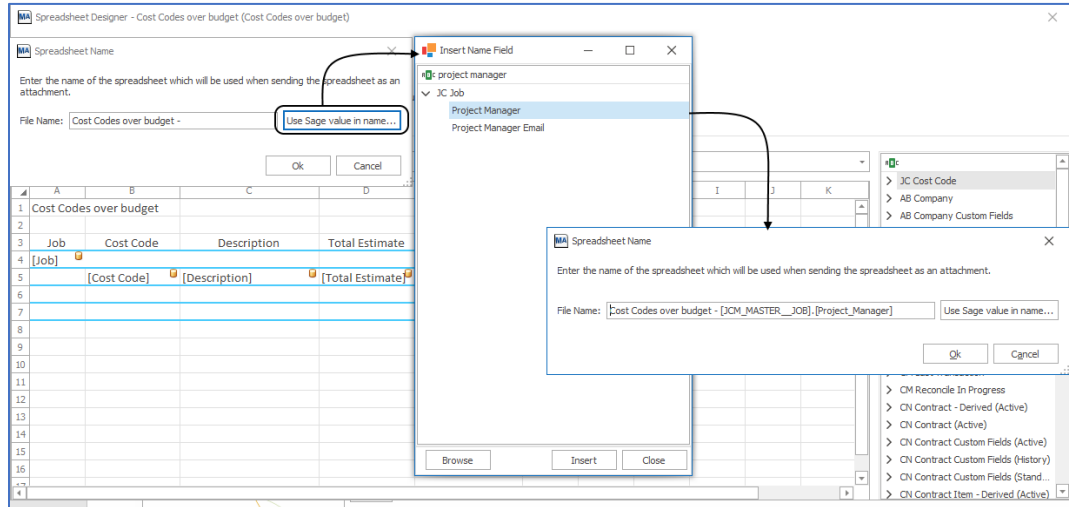 MA Spreadsheet Designer - Cost Codes over budget (Cost Codes over budget)
MA Spreadsheet Name
Enter the name of the spreadsheet which will be used when sending the spreadsheet as an
attachment.
File Name: Cost Codes over budget - Use Sage value in name...
Ok Cancel
Insert Name Field
project manager
JC Job
Project Manager
Project Manager Email
Browse Insert Close
A B C D I J K
1 Cost Codes over budget
2
3 Job Cost Code Description Total Estimate
4 [Job]
5 [Cost Code] [Description] [Total Estimate]
6
7
8
9
10
11
12
13
14
15
16
JC Cost Code
AB Company
AB Company Custom Fields
MA Spreadsheet Name
Enter the name of the spreadsheet which will be used when sending the spreadsheet as an attachment.
File Name: Cost Codes over budget - [JCM_MASTER__JOB].[Project_Manager] Use Sage value in name...
Ok Cancel
CM Reconcile In Progress
CN Contract - Derived (Active)
CN Contract (Active)
CN Contract Custom Fields (Active)
CN Contract Custom Fields (History)
CN Contract Custom Fields (Stand...
CN Contract Item - Derived (Active)